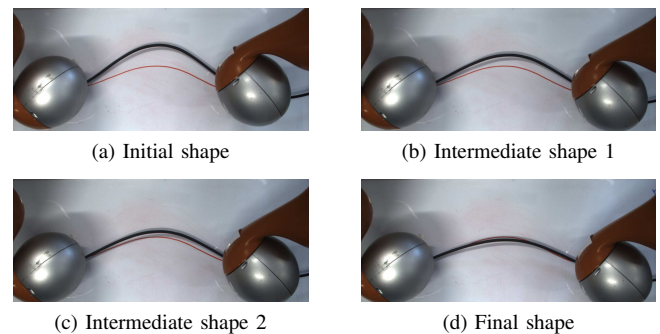 (a) Initial shape
(b) Intermediate shape 1
(c) Intermediate shape 2
(d) Final shape